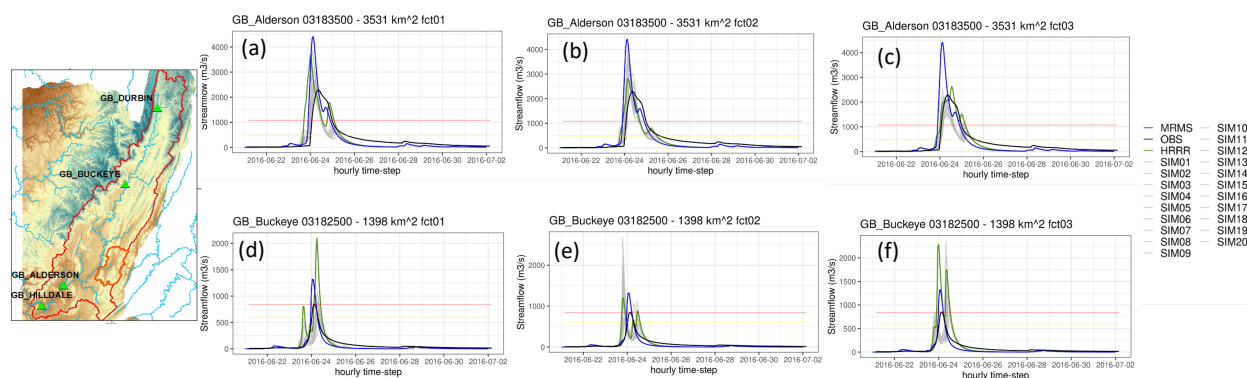 GB_DURBIN
GB_BUCKEYE
GB_ALDERSON
GB_HILLDALE
GB_Alderson 03183500 - 3531 km^2 fct01
(a)
Streamflow (m3/s)
4000
3000
2000
1000
0
2016-06-22 2016-06-24 2016-06-26 2016-06-28 2016-06-30 2016-07-02
hourly time-step
GB_Alderson 03183500 - 3531 km^2 fct02
(b)
Streamflow (m3/s)
4000
3000
2000
1000
0
2016-06-22 2016-06-24 2016-06-26 2016-06-28 2016-06-30 2016-07-02
hourly time-step
GB_Alderson 03183500 - 3531 km^2 fct03
(c)
Streamflow (m3/s)
4000
3000
2000
1000
0
2016-06-22 2016-06-24 2016-06-26 2016-06-28 2016-06-30 2016-07-02
hourly time-step
GB_Buckeye 03182500 - 1398 km^2 fct01
(d)
Streamflow (m3/s)
2000
1500
1000
500
0
2016-06-22 2016-06-24 2016-06-26 2016-06-28 2016-06-30 2016-07-02
hourly time-step
GB_Buckeye 03182500 - 1398 km^2 fct02
(e)
Streamflow (m3/s)
2000
1500
1000
500
0
2016-06-22 2016-06-24 2016-06-26 2016-06-28 2016-06-30 2016-07-02
hourly time-step
GB_Buckeye 03182500 - 1398 km^2 fct03
(f)
Streamflow (m3/s)
2000
1500
1000
500
0
2016-06-22 2016-06-24 2016-06-26 2016-06-28 2016-06-30 2016-07-02
hourly time-step
MRMS
OBS
HRRR
SIM01
SIM02
SIM03
SIM04
SIM05
SIM06
SIM07
SIM08
SIM09
SIM10
SIM11
SIM12
SIM13
SIM14
SIM15
SIM16
SIM17
SIM18
SIM19
SIM20